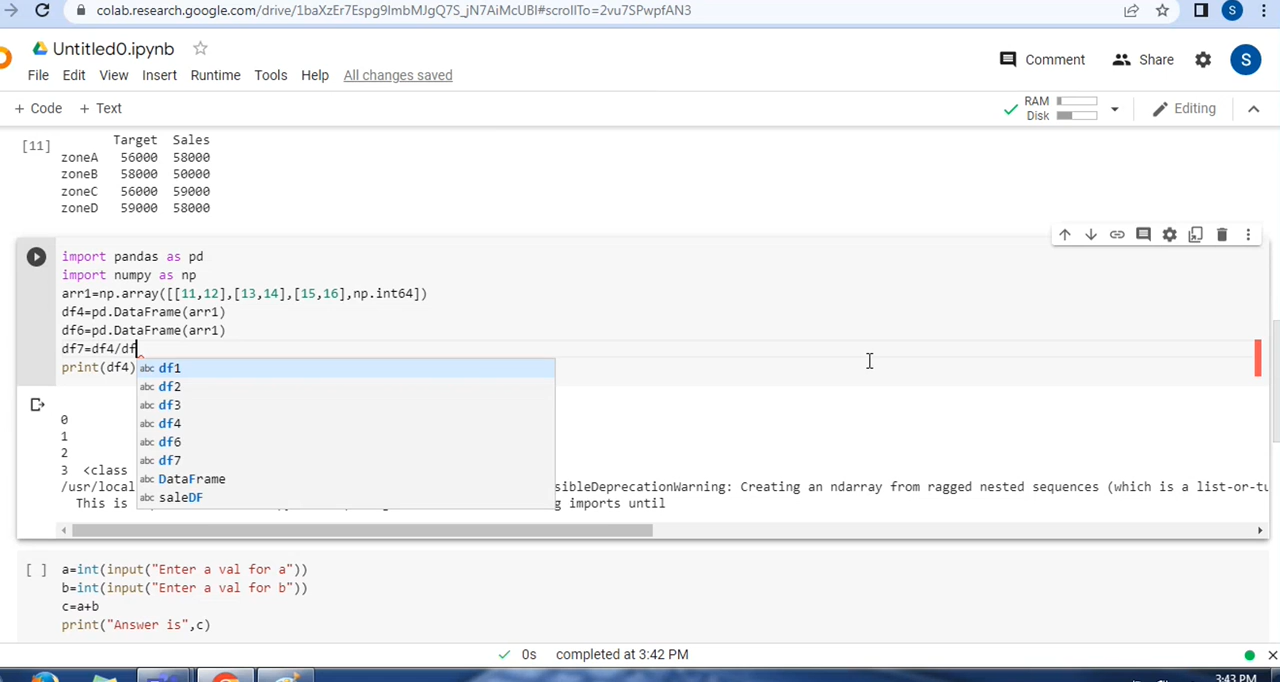 colab.research.google.com/drive/1baXzEr7Espg9ImbMJgQ7S_jN7AiMcUBI#scrollTo=2vu7SPwpfAN3
S
Untitled0.ipynb
File Edit View Insert Runtime Tools Help All changes saved
Comment Share S
+ Code + Text
RAM
Disk
Editing
[11]
Target Sales
zoneA 56000 58000
zoneB 58000 50000
zoneC 56000 59000
zoneD 59000 58000
import pandas as pd
import numpy as np
arr1=np.array([[11,12],[13,14],[15,16],np.int64])
df4=pd.DataFrame(arr1)
df6=pd.DataFrame(arr1)
df7=df4/df
print(df4)
abc df1
abc df2
abc df3
abc df4
abc df6
abc df7
abc DataFrame
abc saleDF
0
1
2
3 <class
/usr/local
sibleDeprecationWarning: Creating an ndarray from ragged nested sequences (which is a list-or-tu
This is
g imports until
[ ]
a=int(input("Enter a val for a"))
b=int(input("Enter a val for b"))
c=a+b
print("Answer is",c)
0s completed at 3:42 PM
3:43 PM